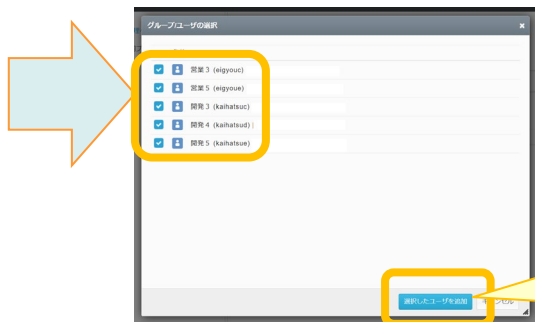 グループ/ユーザの選択
営業3 (eigyouc)
営業5 (eigyoue)
開発3 (kaihatsuc)
開発4 (kaihatsud)
開発5 (kaihatsue)
選択したユーザを追加